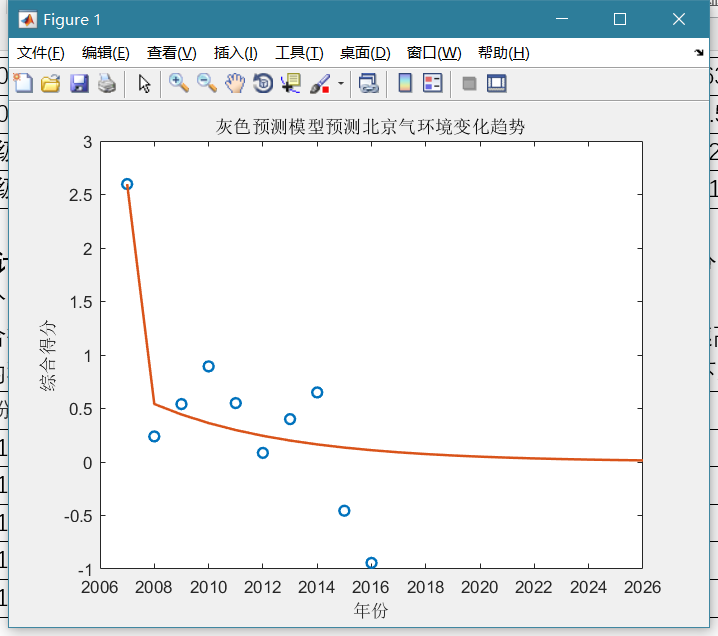 Figure 1
文件(F) 编辑(E) 查看(V) 插入(I) 工具(T) 桌面(D) 窗口(W) 帮助(H)
灰色预测模型预测北京气环境变化趋势
3
2.5
2
1.5
1
0.5
0
-0.5
-1
综合得分
2006 2008 2010 2012 2014 2016 2018 2020 2022 2024 2026
年份